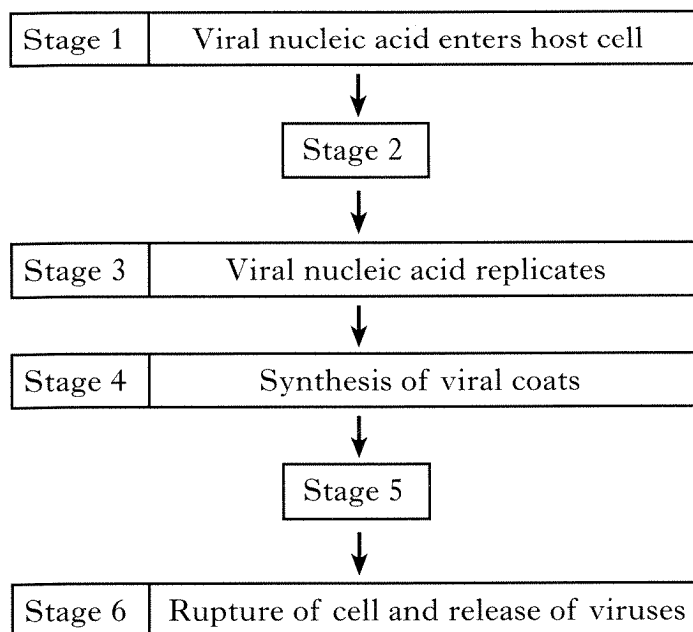 Stage 1 Viral nucleic acid enters host cell
Stage 2
Stage 3 Viral nucleic acid replicates
Stage 4 Synthesis of viral coats
Stage 5
Stage 6 Rupture of cell and release of viruses